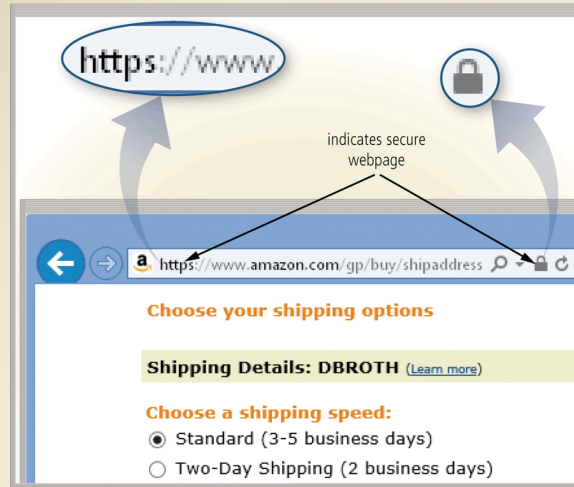 https://www
indicates secure
webpage
a https://www.amazon.com/gp/buy/shipaddress
Choose your shipping options
Shipping Details: DBROTH (Learn more)
Choose a shipping speed:
Standard (3-5 business days)
Two-Day Shipping (2 business days)